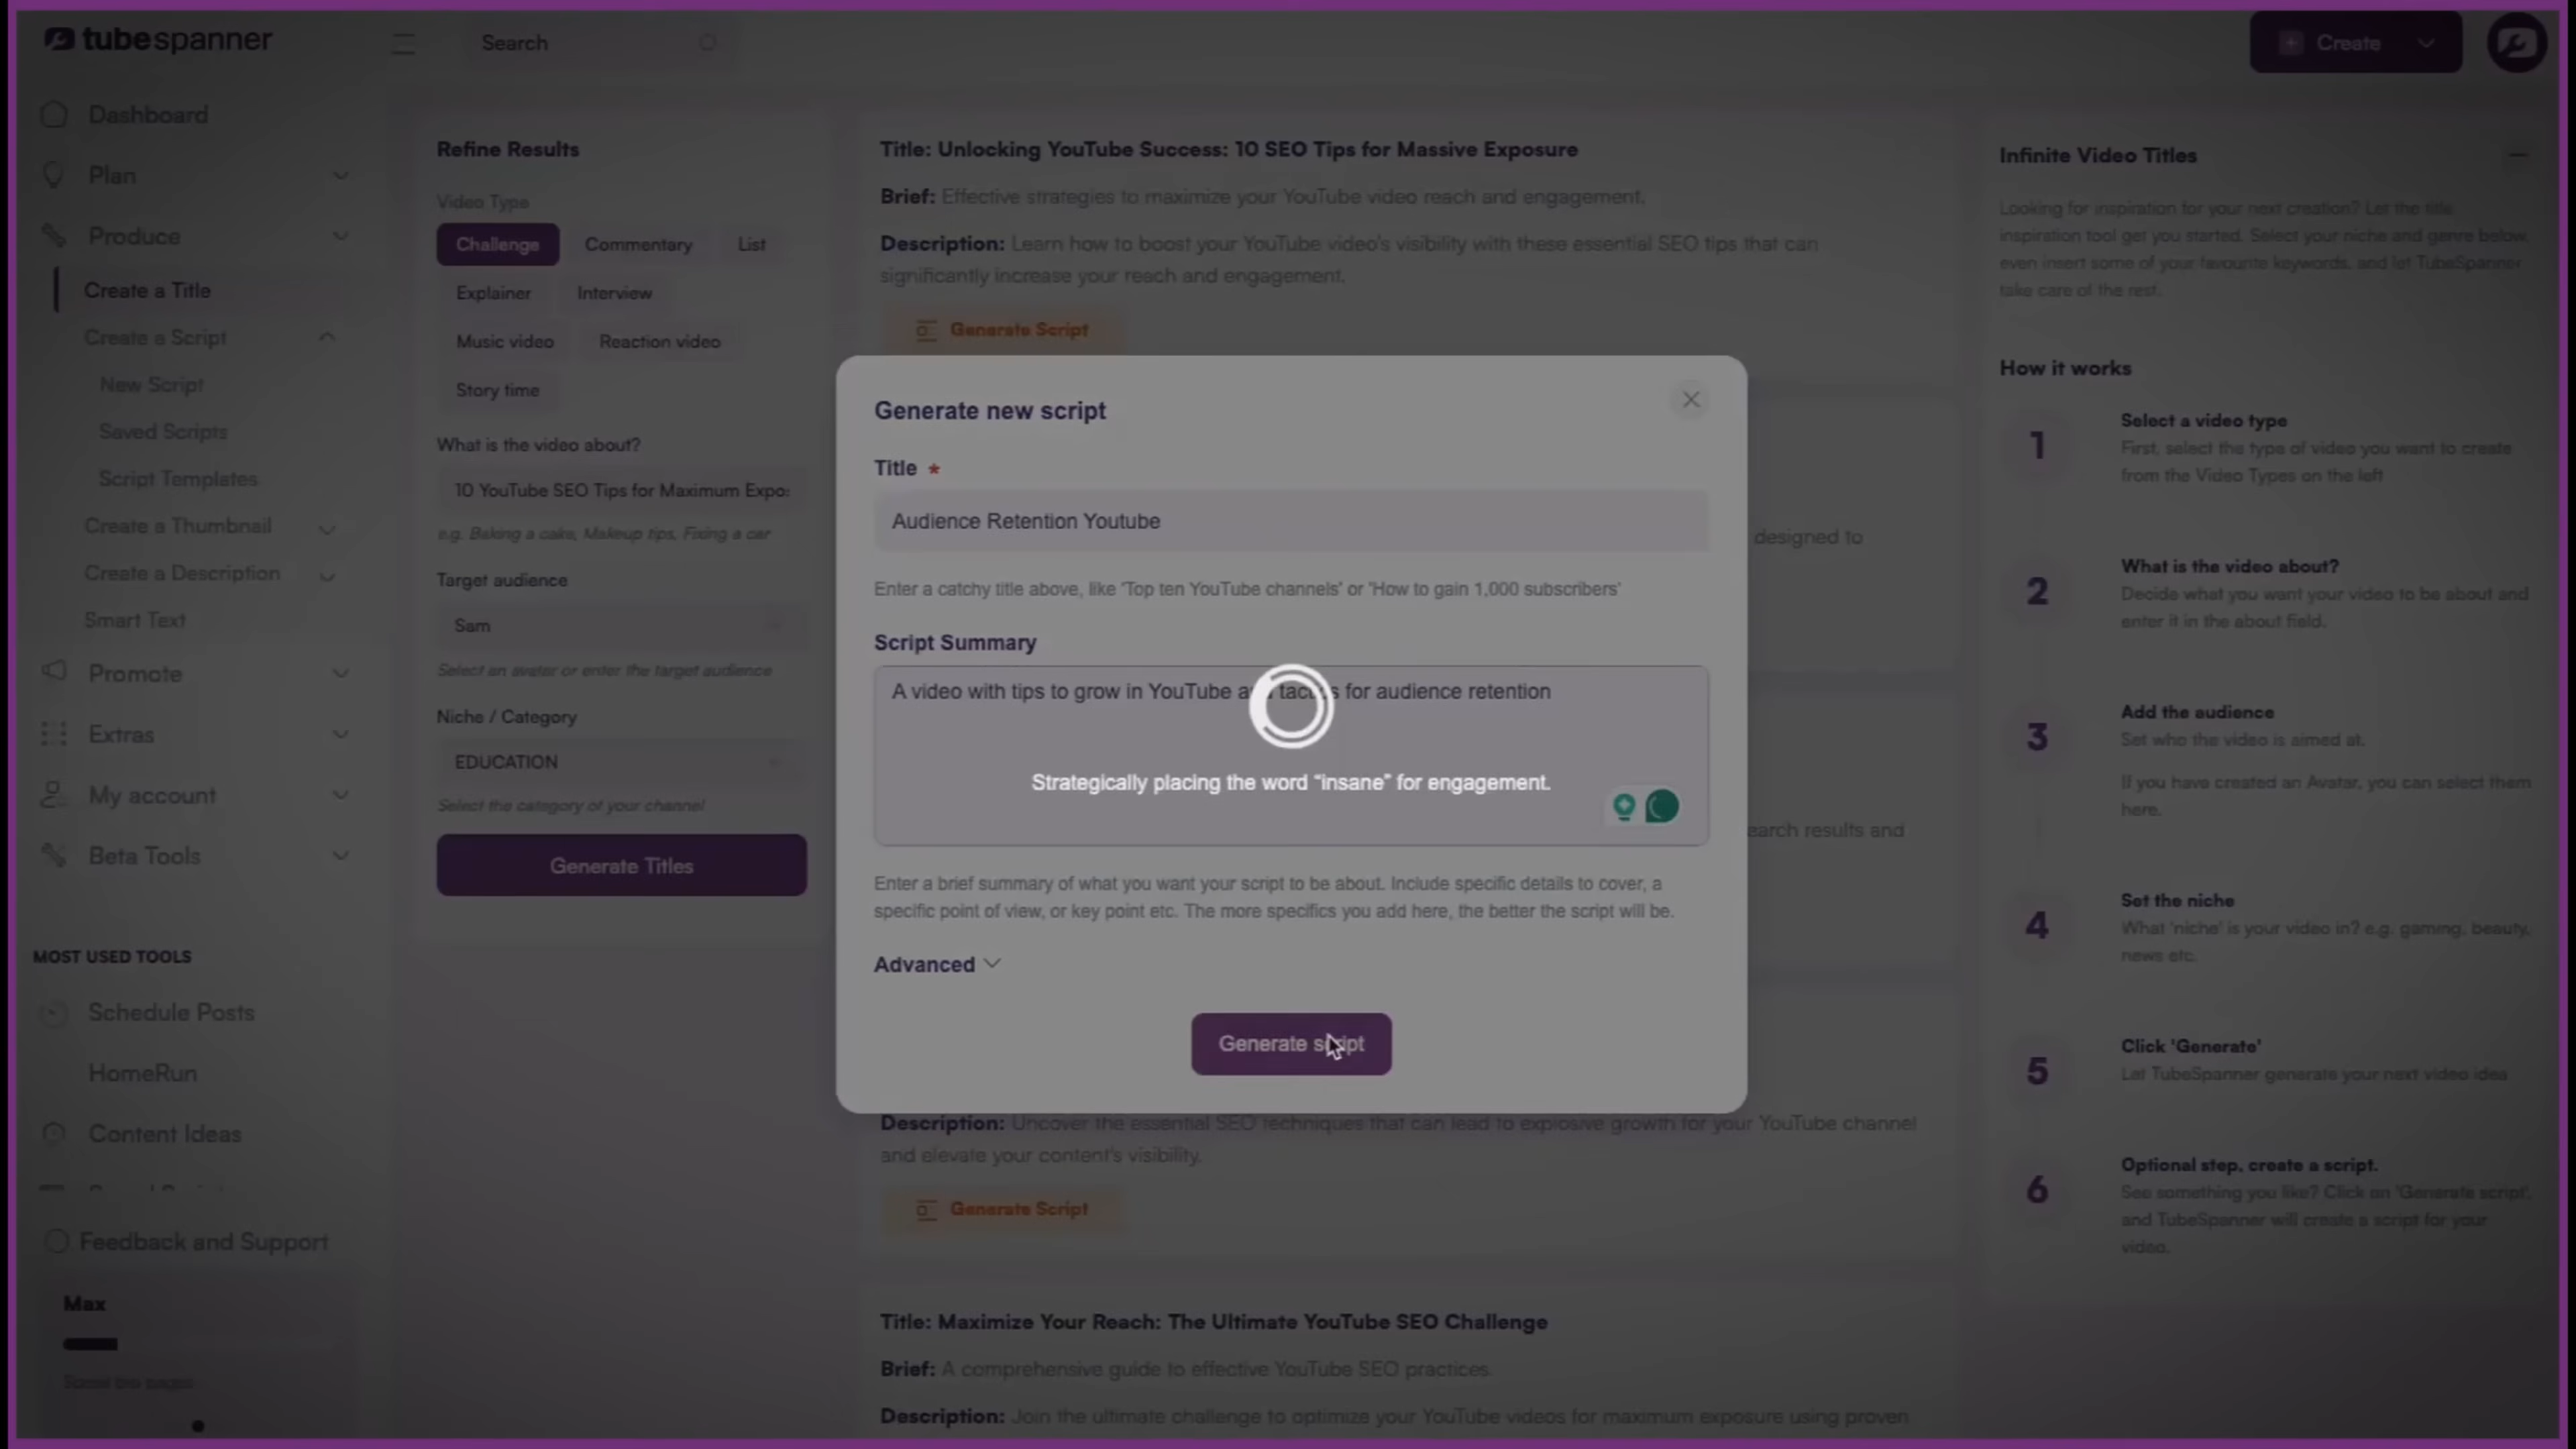 tubespanner
Search
Create
Dashboard
Plan
Produce
Create a Title
Create a Script
New Script
Saved Scripts
Script Templates
Create a Thumbnail
Create a Description
Smart Text
Promote
Extras
My account
Beta Tools
MOST USED TOOLS
Schedule Posts
HomeRun
Content Ideas
Feedback and Support
Max
Refine Results
Video Type
Challenge
Commentary
List
Explainer
Interview
Music video
Reaction video
Story time
What is the video about?
10 YouTube SEO Tips for Maximum Expo
e.g. Baking a cake, Makeup tips, Fixing a car
Target audience
Sam
Select an avatar or enter the target audience
Niche / Category
EDUCATION
Select the category of your channel
Generate Titles
Title: Unlocking YouTube Success: 10 SEO Tips for Massive Exposure
Brief: Effective strategies to maximize your YouTube video reach and engagement.
Description: Learn how to boost your YouTube video's visibility with these essential SEO tips that can
significantly increase your reach and engagement.
Generate Script
designed to
earch results and
Generate new script
Title *
Audience Retention Youtube
Enter a catchy title above, like 'Top ten YouTube channels' or 'How to gain 1,000 subscribers'
Script Summary
A video with tips to grow in YouTube for audience retention
Strategically placing the word “insane” for engagement.
Enter a brief summary of what you want your script to be about. Include specific details to cover, a
specific point of view, or key point etc. The more specifics you add here, the better the script will be.
Advanced
Generate script
Description: Uncover the essential SEO techniques that can lead to explosive growth for your YouTube channel
and elevate your content's visibility.
Generate Script
Title: Maximize Your Reach: The Ultimate YouTube SEO Challenge
Brief: A comprehensive guide to effective YouTube SEO practices.
Description: Join the ultimate challenge to optimize your YouTube videos for maximum exposure using proven
Infinite Video Titles
Looking for inspiration for your next creation? Let the title
inspiration tool get you started. Select your niche and genre below,
even insert some of your favourite keywords, and let TubeSpanner
take care of the rest.
How it works
1
Select a video type
First, select the type of video you want to create
from the Video Types on the left
2
What is the video about?
Decide what you want your video to be about and
enter it in the about field.
3
Add the audience
Set who the video is aimed at.
If you have created an Avatar, you can select them
here.
4
Set the niche
What 'niche' is your video in? e.g. gaming, beauty,
news etc.
5
Click 'Generate'
Let TubeSpanner generate your next video idea
6
Optional step, create a script.
See something you like? Click on 'Generate script',
and TubeSpanner will create a script for your
video.